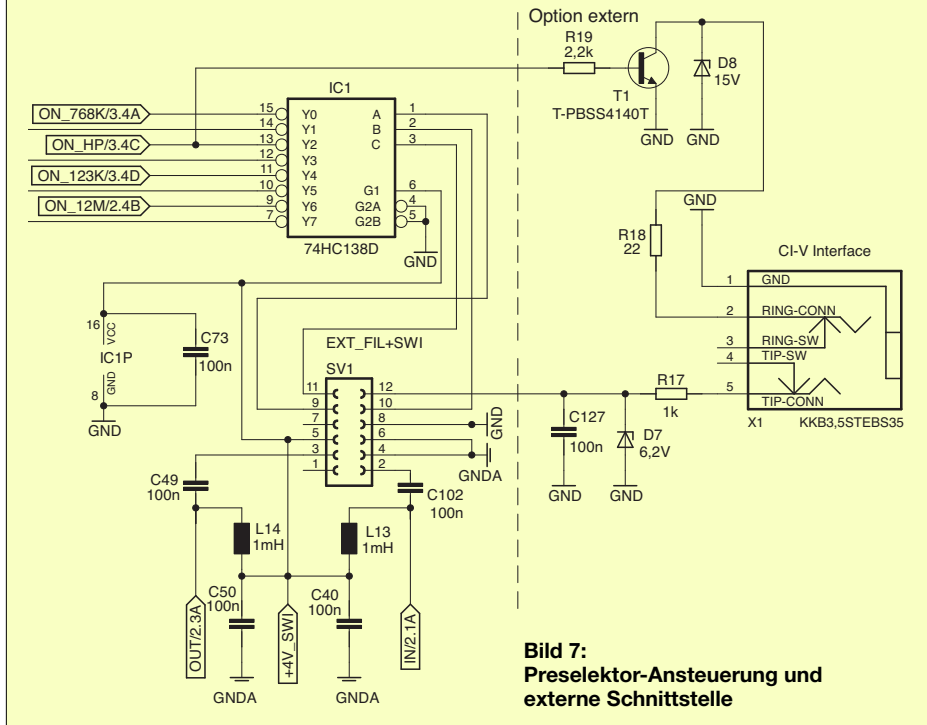 Option extern
R19
2,2k
D8
15V
T1
T-PBSS4140T
GND
GND
IC1
ON_768K/3.4A
15
Y0
A
1
14
Y1
B
2
ON_HP/3.4C
13
Y2
C
3
12
Y3
ON_123K/3.4D
11
Y4
10
Y5
G1
6
ON_12M/2.4B
9
Y6
G2A
4
7
Y7
G2B
5
74HC138D
GND
GND
R18
22
CI-V Interface
1
GND
2
RING-CONN
3
RING-SW
4
TIP-SW
5
TIP-CONN
X1
KKB3,5STEBS35
16
VCC
IC1P
8
GND
GND
C73
100n
EXT_FIL+SWI
SV1
11
12
9
10
7
8
5
6
3
4
1
2
GND
GNDA
R17
1k
C127
100n
D7
6,2V
GND
GND
C49
100n
C102
100n
L14
1mH
L13
1mH
C50
100n
C40
100n
OUT/2.3A
+4V_SWI
IN/2.1A
GNDA
GNDA
Bild 7:
Preselektor-Ansteuerung und
externe Schnittstelle